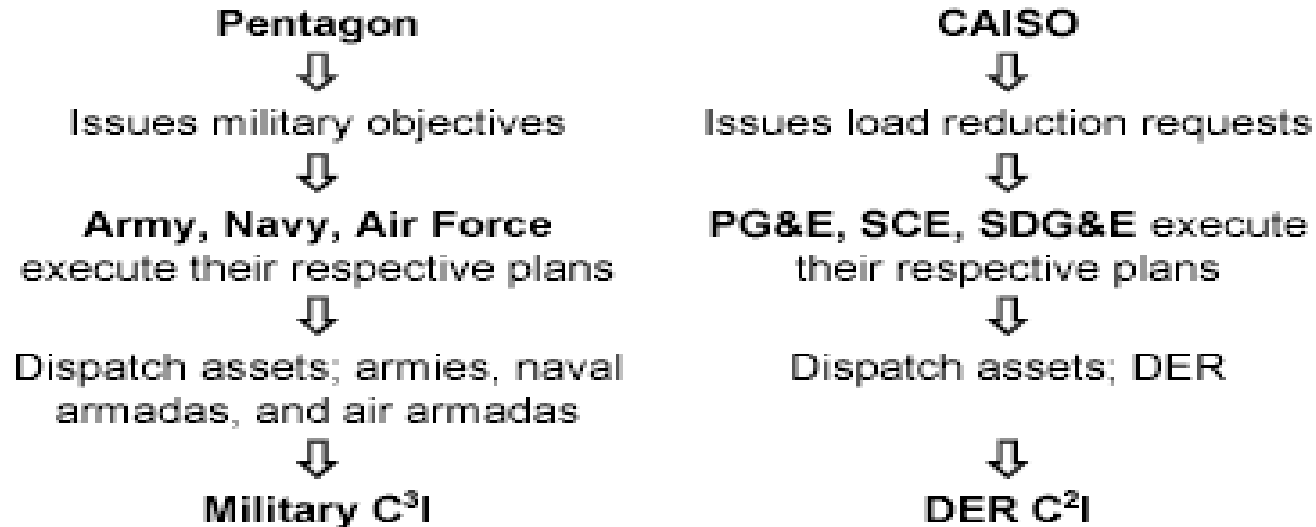 Pentagon
Issues military objectives
Army, Navy, Air Force
execute their respective plans
Dispatch assets; armies, naval
armadas, and air armadas
Military C³I
CAISO
Issues load reduction requests
PG&E, SCE, SDG&E execute
their respective plans
Dispatch assets; DER
DER C²I